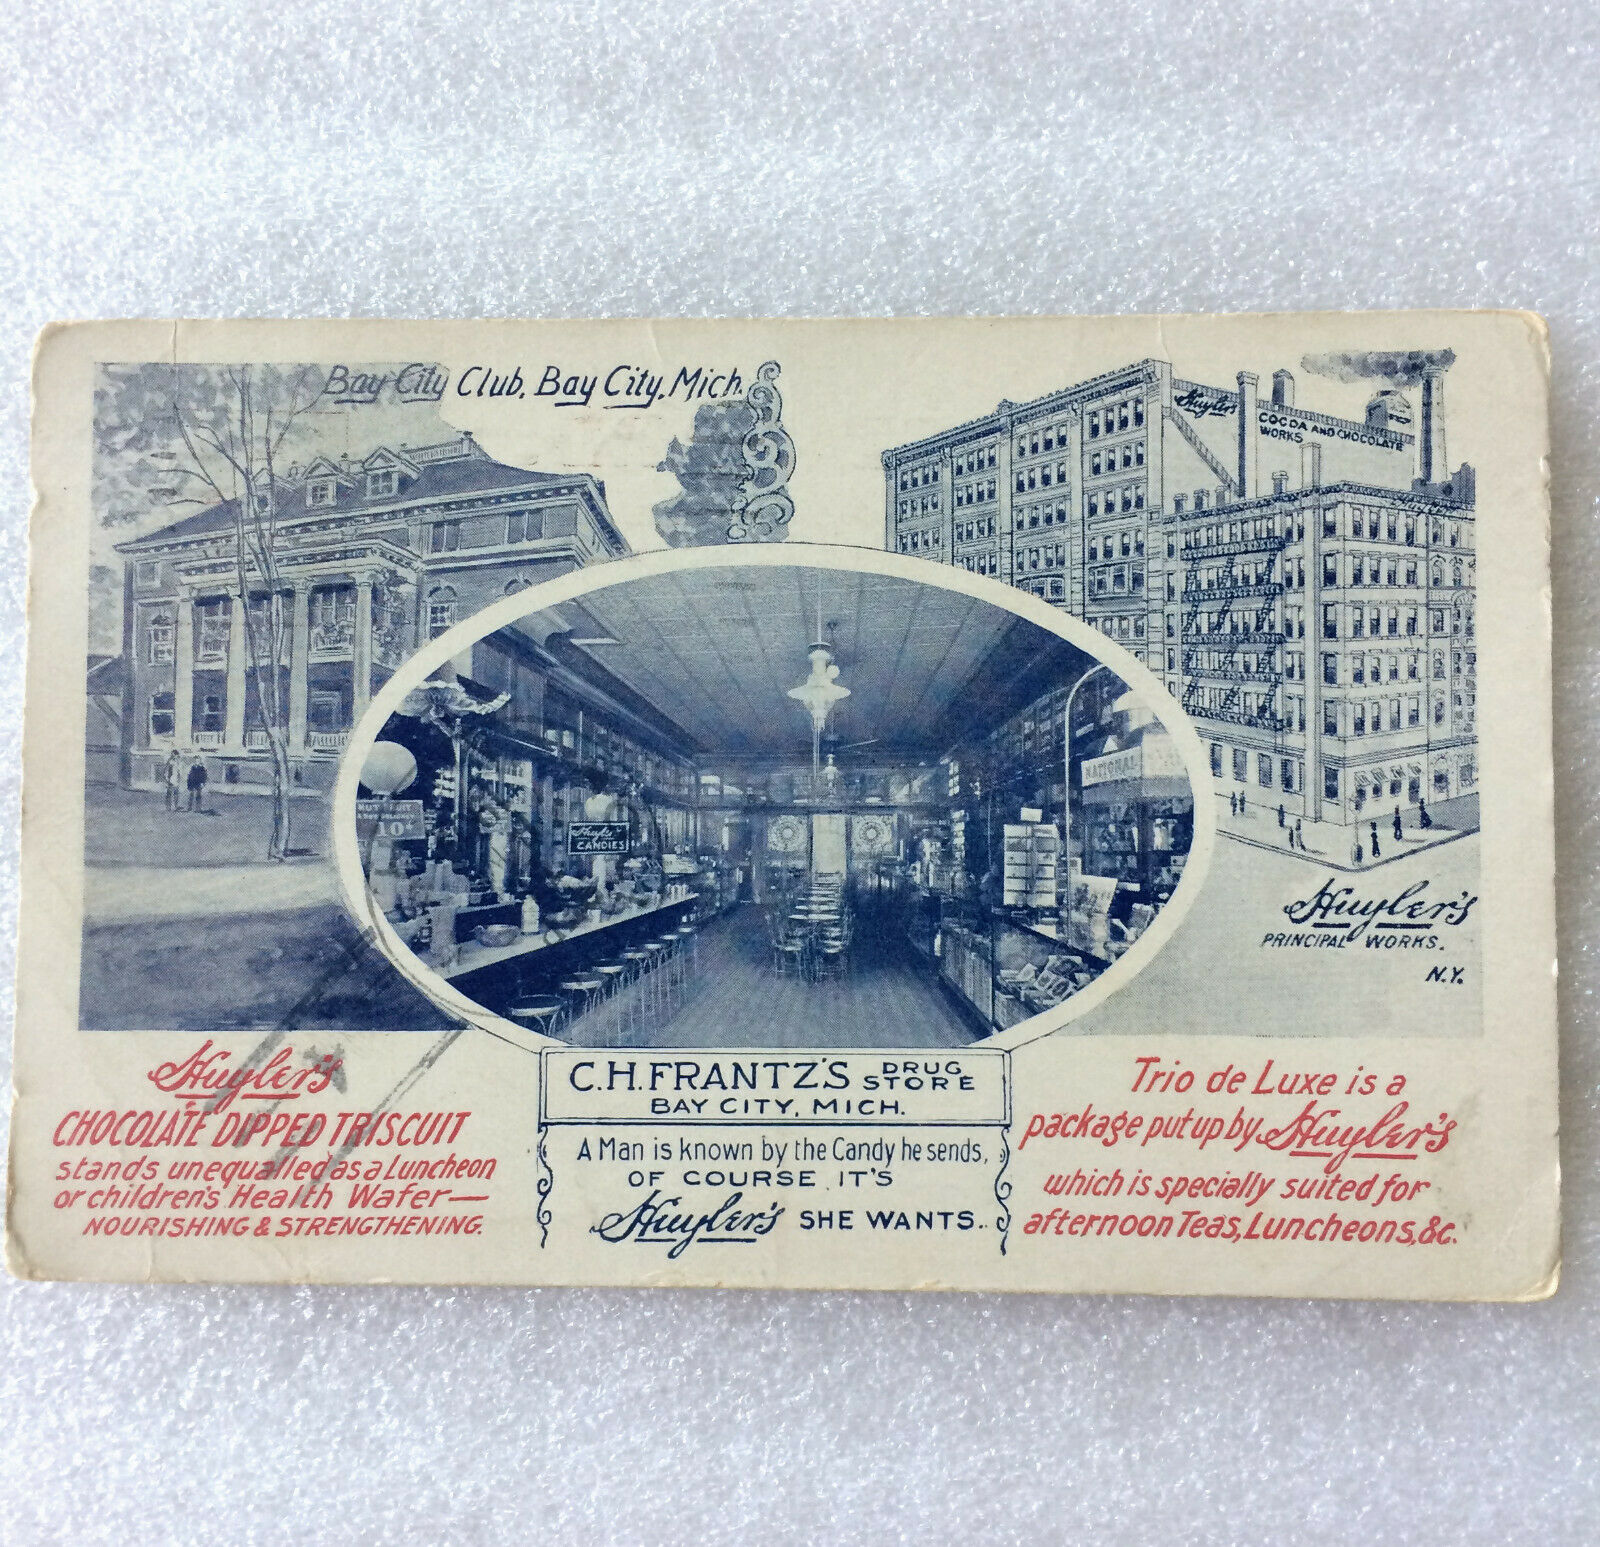 Bay City Club, Bay City, Mich.
Huyler's
COCOA AND CHOCOLATE
WORKS
NATIONAL
NUT FRUIT
10¢
Huyler's
CANDIES
Huyler's
PRINCIPAL WORKS.
N.Y.
Huyler's
CHOCOLATE DIPPED TRISCUIT
stands unequalled as a Luncheon
or children's Health Wafer—
NOURISHING & STRENGTHENING.
C.H. FRANTZ'S DRUG STORE
BAY CITY, MICH.
A Man is known by the Candy he sends,
OF COURSE IT'S
Huyler's SHE WANTS.
Trio de Luxe is a
package put up by Huyler's
which is specially suited for
afternoon Teas, Luncheons, &c.